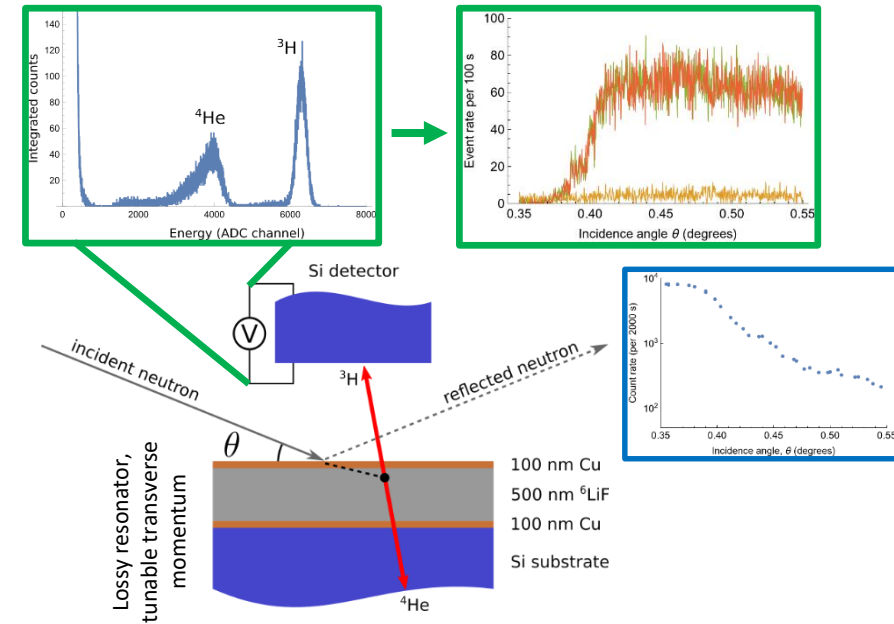 Integrated counts
140
120
100
80
60
40
20
0
2000
4000
6000
8000
Energy (ADC channel)
⁴He
³H
Event rate per 100 s
100
80
60
40
20
0
0.35
0.40
0.45
0.50
0.55
Incidence angle θ (degrees)
Si detector
V
incident neutron
³H
reflected neutron
θ
Count rate (per 2000 s)
10⁴
10³
10²
0.35
0.40
0.45
0.50
0.55
Incidence angle, θ (degrees)
Lossy resonator,
tunable transverse
momentum
100 nm Cu
500 nm ⁶LiF
100 nm Cu
Si substrate
⁴He